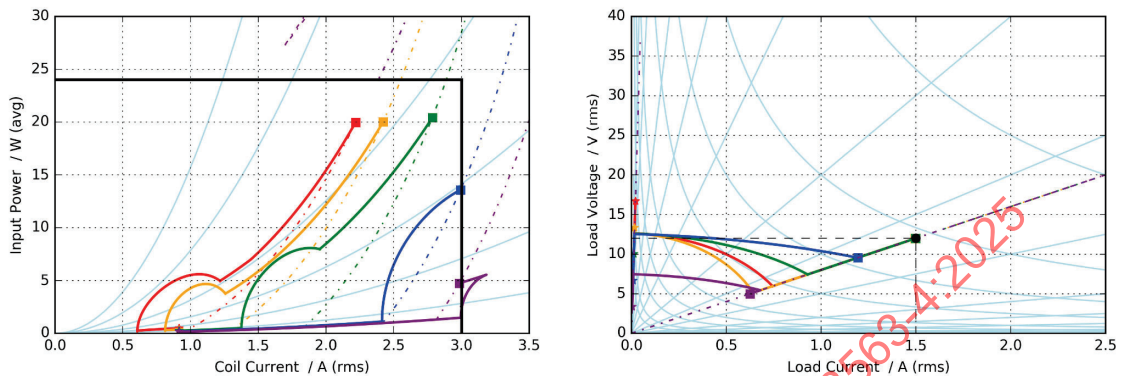 30
25
20
15
10
5
0
Input Power / W (avg)
0.0 0.5 1.0 1.5 2.0 2.5 3.0 3.5
Coil Current / A (rms)
40
35
30
25
20
15
10
5
0
Load Voltage / V (rms)
0.0 0.5 1.0 1.5 2.0 2.5
Load Current / A (rms)
563-4:2025